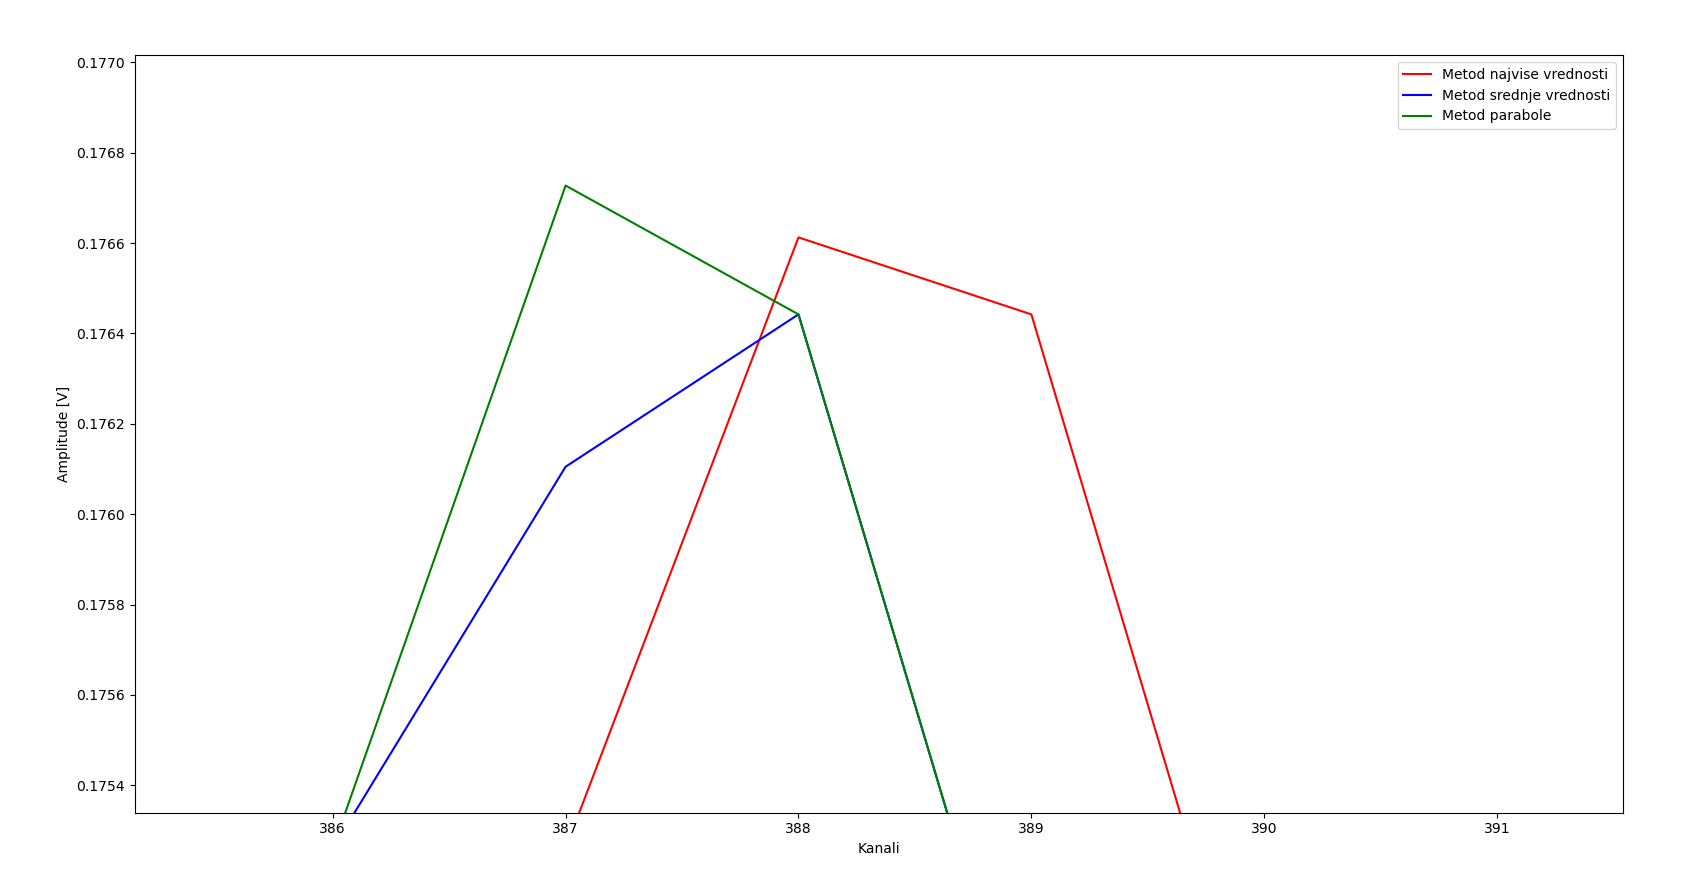 0.1770
0.1768
0.1766
0.1764
0.1762
0.1760
0.1758
0.1756
0.1754
Amplitude [V]
386 387 388 389 390 391
Kanali
Metod najvise vrednosti
Metod srednje vrednosti
Metod parabole